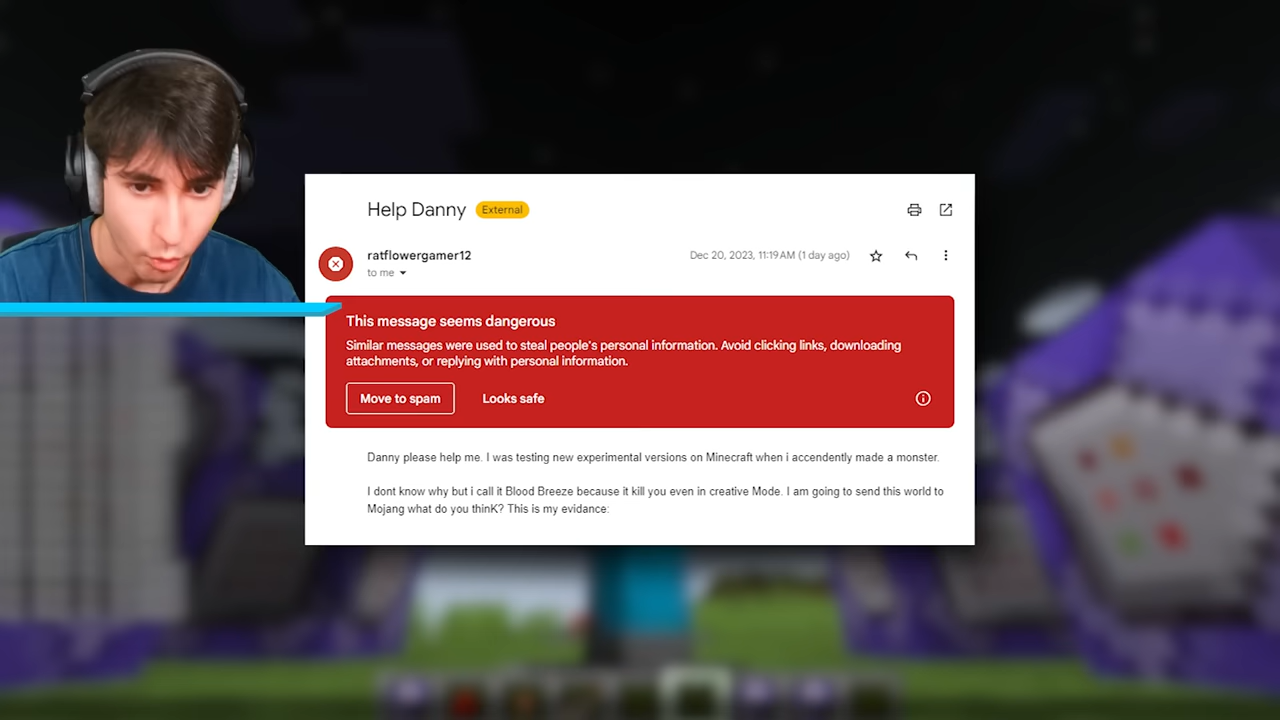 Help Danny External
ratflowergamer12 Dec 20, 2023, 11:19 AM (1 day ago)
to me
This message seems dangerous
Similar messages were used to steal people's personal information. Avoid clicking links, downloading
attachments, or replying with personal information.
Move to spam Looks safe
Danny please help me. I was testing new experimental versions on Minecraft when i accendently made a monster.
I dont know why but i call it Blood Breeze because it kill you even in creative Mode. I am going to send this world to
Mojang what do you thinK? This is my evidance: